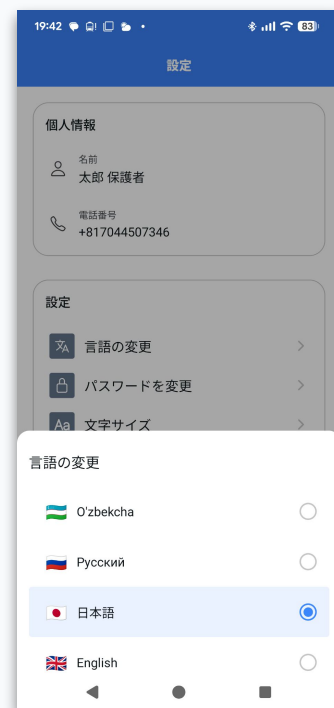 19:42
83
設定
個人情報
名前
太郎 保護者
電話番号
+817044507346
設定
言語の変更
パスワードを変更
Aa 文字サイズ
言語の変更
O'zbekcha
Русский
日本語
English